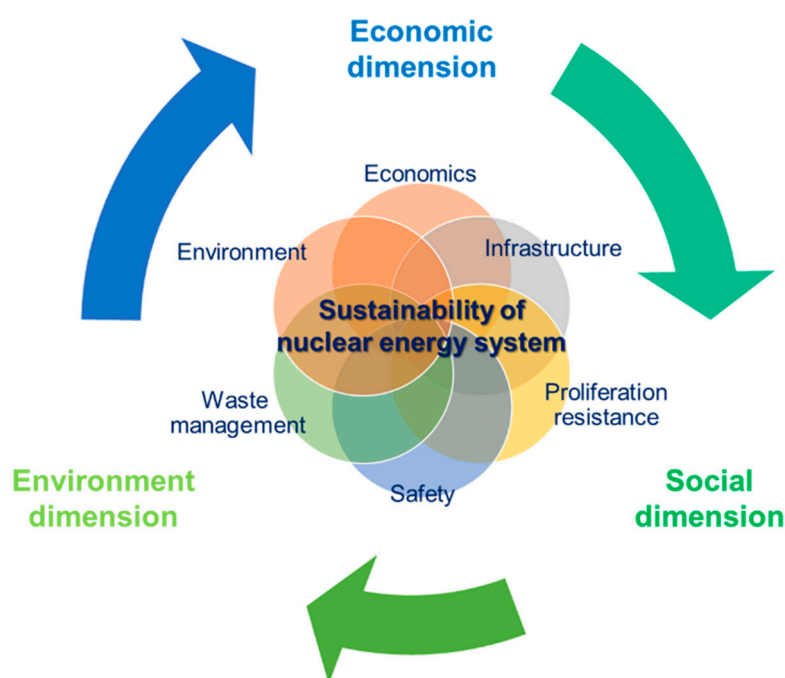 Economic
dimension
Economics
Environment
Infrastructure
Sustainability of
nuclear energy system
Waste
management
Proliferation
resistance
Safety
Environment
dimension
Social
dimension